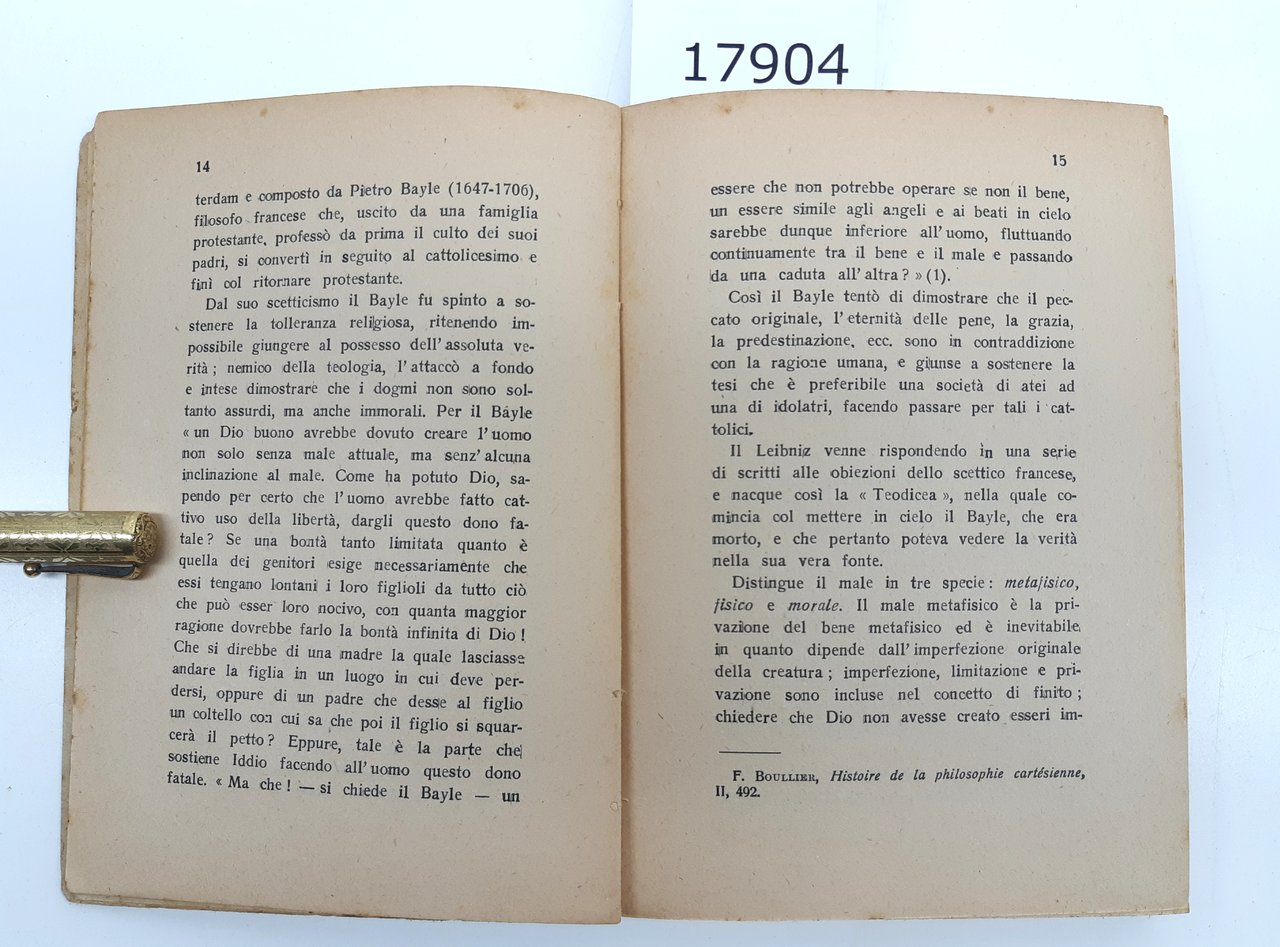 17904
14
terdam e composto da Pietro Bayle (1647-1706),
filosofo francese che, uscito da una famiglia
protestante, professò da prima il culto dei suoi
padri, si convertì in seguito al cattolicesimo e
finì col ritornare protestante.
Dal suo scetticismo il Bayle fu spinto a so-
stenere la tolleranza religiosa, ritenendo im-
possibile giungere al possesso dell'assoluta ve-
rità ; nemico della teologia, l'attaccò a fondo
e intese dimostrare che i dogmi non sono sol-
tanto assurdi, ma anche immorali. Per il Bayle
« un Dio buono avrebbe dovuto creare l'uomo
non solo senza male attuale, ma senz'alcuna
inclinazione al male. Come ha potuto Dio, sa-
pendo per certo che l'uomo avrebbe fatto cat-
tivo uso della libertà, dargli questo dono fa-
tale ? Se una bontà tanto limitata quanto è
quella dei genitori esige necessariamente che
essi tengano lontani i loro figlioli da tutto ciò
che può esser loro nocivo, con quanta maggior
ragione dovrebbe farlo la bontà infinita di Dio !
Che si direbbe di una madre la quale lasciasse
andare la figlia in un luogo in cui deve per-
dersi, oppure di un padre che desse al figlio
un coltello con cui sa che poi il figlio si squar-
cerà il petto ? Eppure, tale è la parte che
sostiene Iddio facendo all'uomo questo dono
fatale. « Ma che ! — si chiede il Bayle — un
15
essere che non potrebbe operare se non il bene,
un essere simile agli angeli e ai beati in cielo
sarebbe dunque inferiore all'uomo, fluttuando
continuamente tra il bene e il male e passando
da una caduta all'altra ? » (1).
Così il Bayle tentò di dimostrare che il pec-
cato originale, l'eternità delle pene, la grazia,
la predestinazione, ecc. sono in contraddizione
con la ragione umana, e giunse a sostenere la
tesi che è preferibile una società di atei ad
una di idolatri, facendo passare per tali i cat-
tolici.
Il Leibniz venne rispondendo in una serie
di scritti alle obiezioni dello scettico francese,
e nacque così la « Teodicea », nella quale co-
mincia col mettere in cielo il Bayle, che era
morto, e che pertanto poteva vedere la verità
nella sua vera fonte.
Distingue il male in tre specie : metafisico,
fisico e morale. Il male metafisico è la pri-
vazione del bene metafisico ed è inevitabile
in quanto dipende dall'imperfezione originale
della creatura ; imperfezione, limitazione e pri-
vazione sono incluse nel concetto di finito ;
chiedere che Dio non avesse creato esseri im-
F. BOULLIER, Histoire de la philosophie cartésienne,
II, 492.